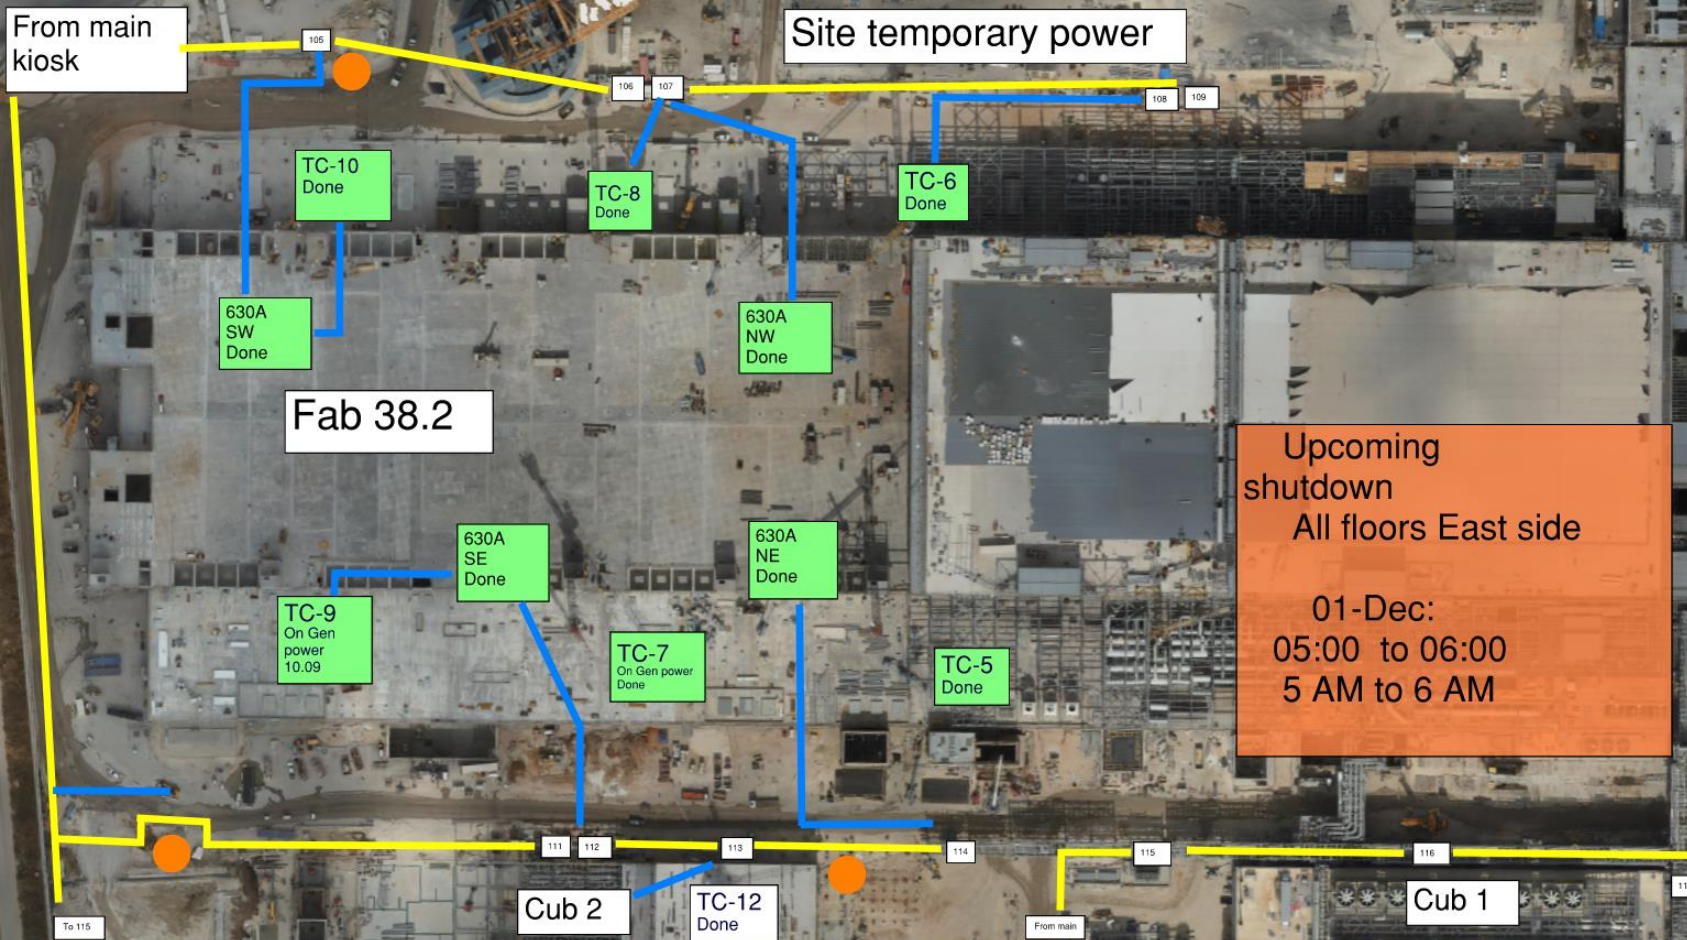 From main
kiosk
105
106
107
Site temporary power
108
109
TC-10
Done
TC-8
Done
TC-6
Done
630A
SW
Done
630A
NW
Done
Fab 38.2
Upcoming
shutdown
All floors East side
01-Dec:
05:00 to 06:00
5 AM to 6 AM
630A
SE
Done
630A
NE
Done
TC-9
On Gen
power
10.09
TC-7
On Gen power
Done
TC-5
Done
111
112
113
114
115
116
11
Cub 2
TC-12
Done
Cub 1
To 115
From main